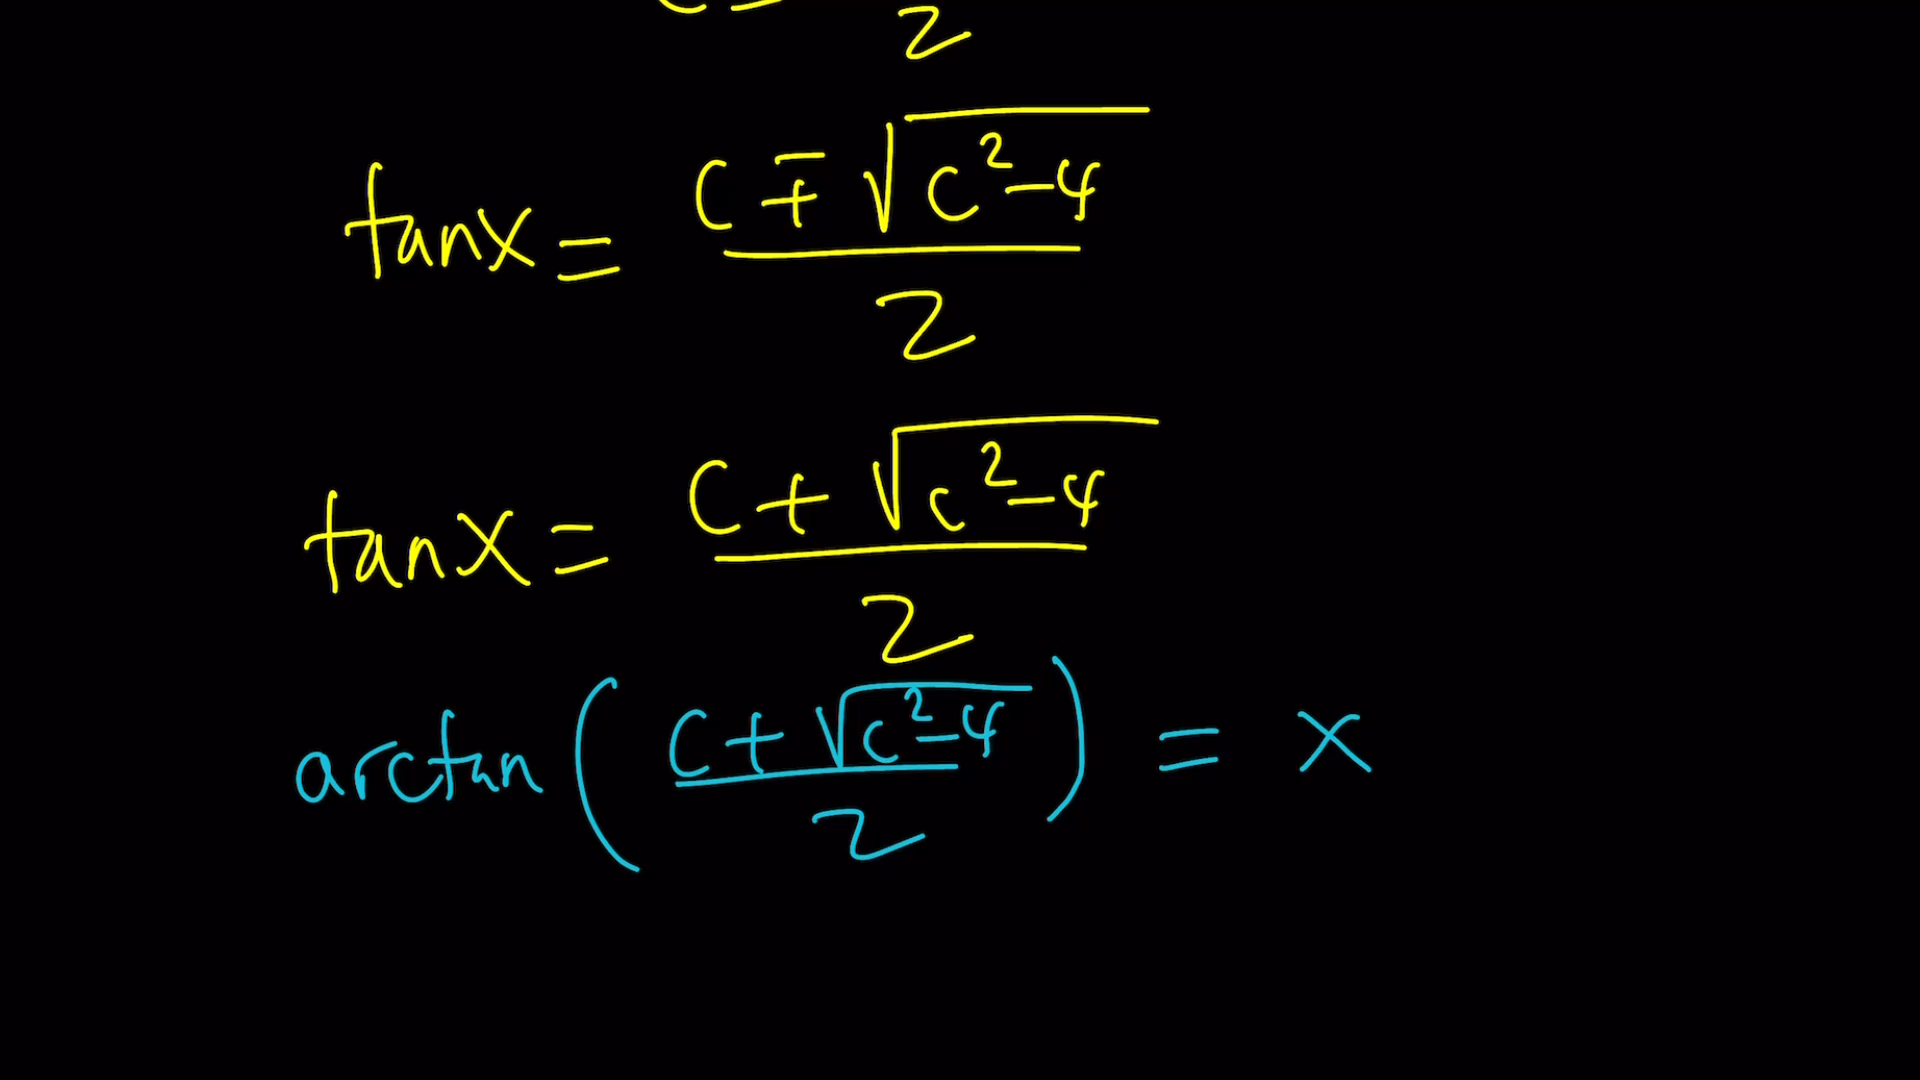 2
tanx = (C ∓ √(c²-4))/2
tanx = (C + √(c²-4))/2
arctan((C + √(c²-4))/2) = x